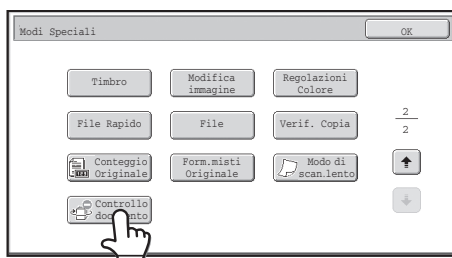 Modi Speciali
OK
Timbro
Modifica
immagine
Regolazioni
Colore
File Rapido
File
Verif. Copia
2
2
Conteggio
Originale
Form.misti
Originale
Modo di
scan.lento
Controllo